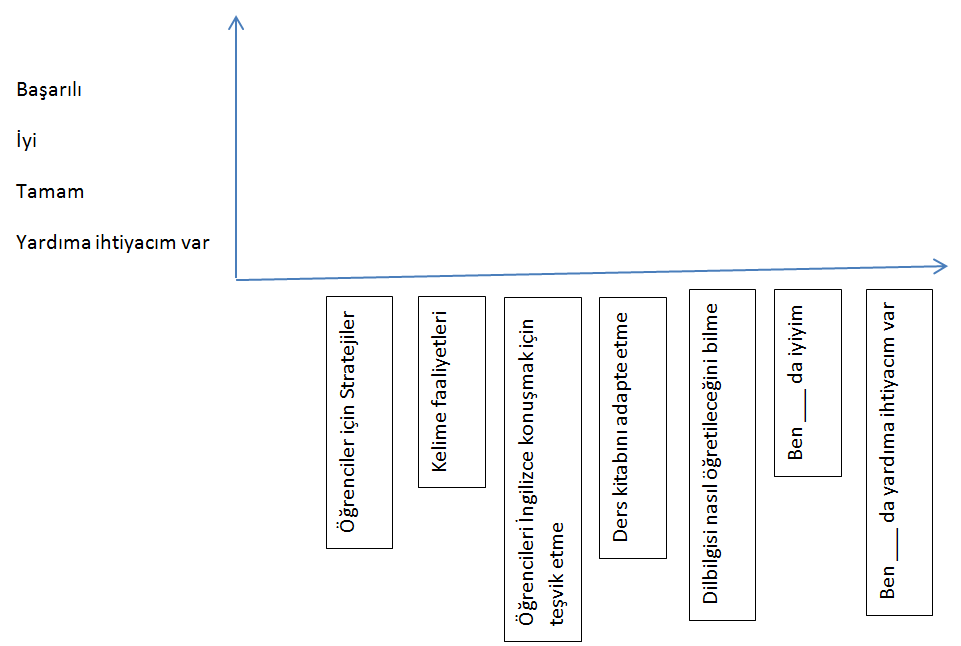 Başarılı
İyi
Tamam
Yardıma ihtiyacım var
Öğrenciler için Stratejiler
Kelime faaliyetleri
Öğrencileri İngilizce konuşmak için
teşvik etme
Ders kitabını adapte etme
Dilbilgisi nasıl öğretileceğini bilme
Ben ___ da iyiyim
Ben ___ da yardıma ihtiyacım var